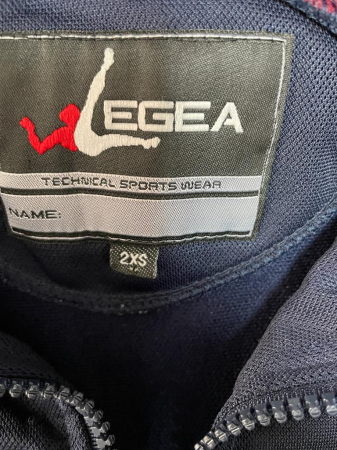 LEGEA
TECHNICAL SPORTS WEAR
NAME:
2XS